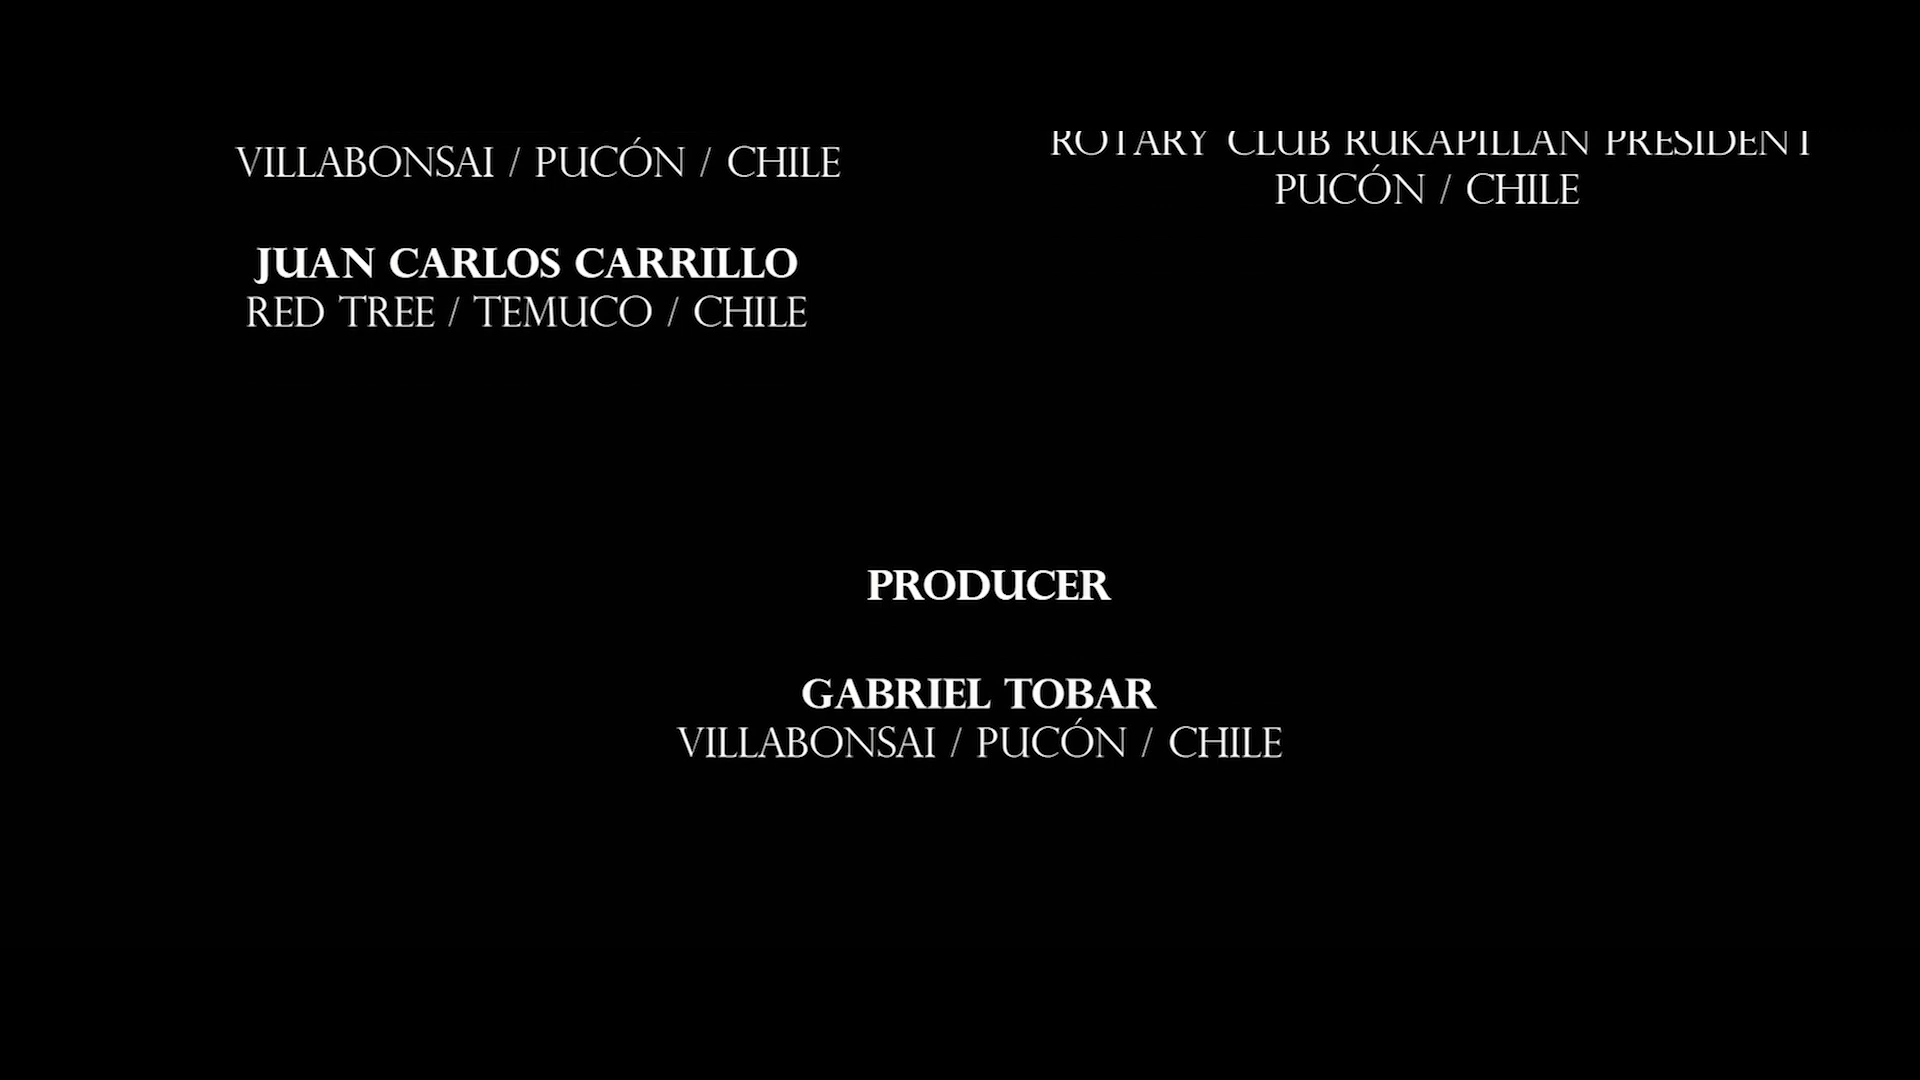 VILLABONSAI / PUCÓN / CHILE
JUAN CARLOS CARRILLO
RED TREE / TEMUCO / CHILE
ROTARY CLUB RUKAPILLAN PRESIDENT
PUCÓN / CHILE
PRODUCER
GABRIEL TOBAR
VILLABONSAI / PUCÓN / CHILE